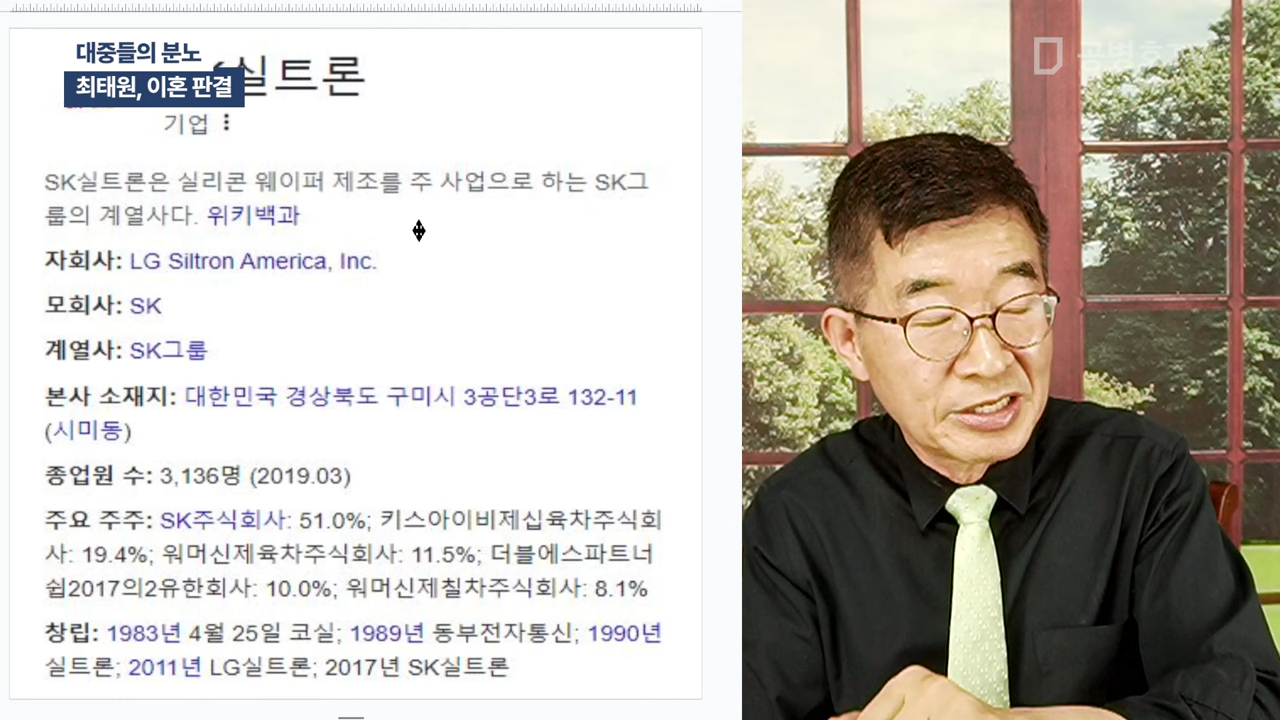 대중들의 분노
최태원, 이혼 판결
실트론
기업
SK실트론은 실리콘 웨이퍼 제조를 주 사업으로 하는 SK그
룹의 계열사다. 위키백과
자회사: LG Siltron America, Inc.
모회사: SK
계열사: SK그룹
본사 소재지: 대한민국 경상북도 구미시 3공단3로 132-11
(시미동)
종업원 수: 3,136명 (2019.03)
주요 주주: SK주식회사: 51.0%; 키스아이비제십육차주식회
사: 19.4%; 워머신제육차주식회사: 11.5%; 더블에스파트너
쉽2017의2유한회사: 10.0%; 워머신제칠차주식회사: 8.1%
창립: 1983년 4월 25일 코실; 1989년 동부전자통신; 1990년
실트론; 2011년 LG실트론; 2017년 SK실트론